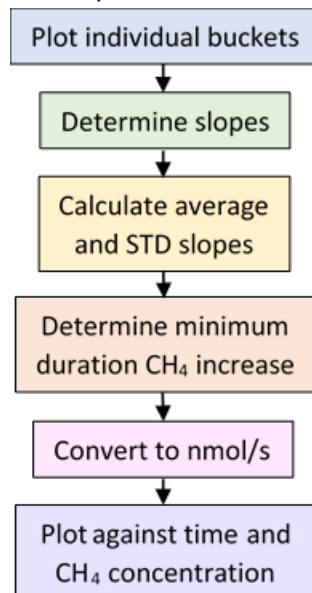 Plot individual buckets
Determine slopes
Calculate average
and STD slopes
Determine minimum
duration CH₄ increase
Convert to nmol/s
Plot against time and
CH₄ concentration